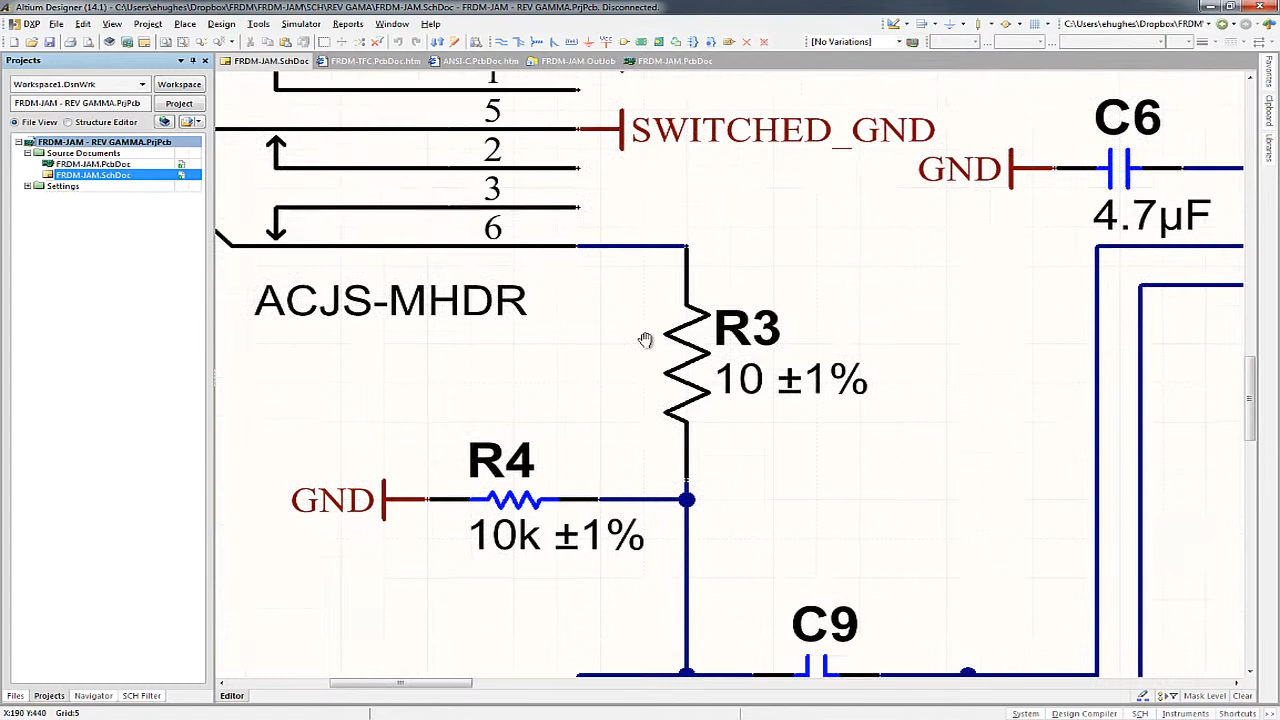 Altium Designer (14.1) - C:\Users\ehughes\Dropbox\FRDM\FRDM-JAM\SCH\REV GAMA\FRDM-JAM.SchDoc - FRDM-JAM - REV GAMMA.PrjPcb. Disconnected.
DXP File Edit View Project Place Design Tools Simulator Reports Window Help
C:\Users\ehughes\Dropbox\FRDM\
[No Variations]
Projects
FRDM-JAM.SchDoc FRDM-TFC.PcbDoc.htm ANSI-C.PcbDoc.htm FRDM-JAM.OutJob FRDM-JAM.PcbDoc
Workspace1.DsnWrk Workspace
FRDM-JAM - REV GAMMA.PrjPcb Project
File View Structure Editor
FRDM-JAM - REV GAMMA.PrjPcb
Source Documents
FRDM-JAM.PcbDoc
FRDM-JAM.SchDoc
Settings
1
5
SWITCHED_GND
2
3
6
ACJS-MHDR
C6
GND
4.7µF
R3
10 ±1%
R4
GND
10k ±1%
C9
Favorites
Clipboard
Libraries
Files Projects Navigator SCH Filter
Editor
Mask Level Clear
X:190 Y:440 Grid:5
System Design Compiler SCH Instruments Shortcuts >>